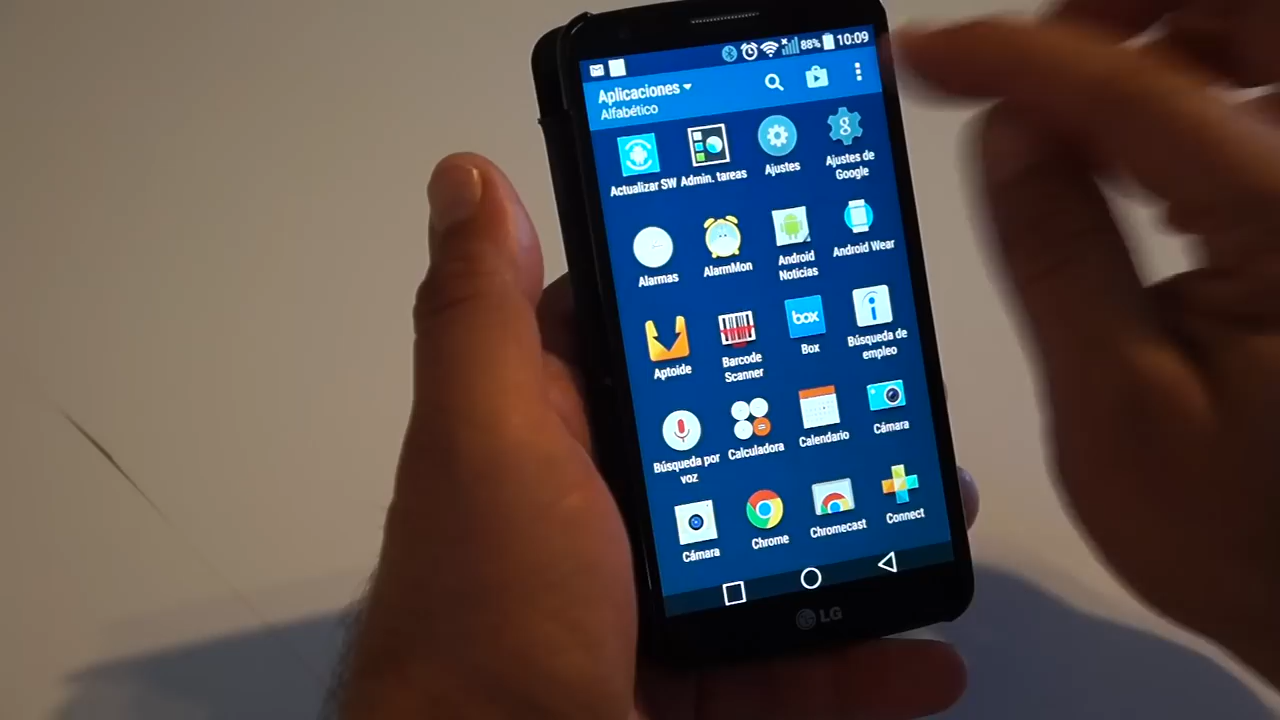 88% 10:09
Aplicaciones
Alfabético
Actualizar SW Admin. tareas Ajustes Ajustes de
Google
Alarmas AlarmMon Android
Noticias Android Wear
Aptoide Barcode
Scanner box
Box Búsqueda de
empleo
Búsqueda por
voz Calculadora Calendario Cámara
Cámara Chrome Chromecast Connect
LG